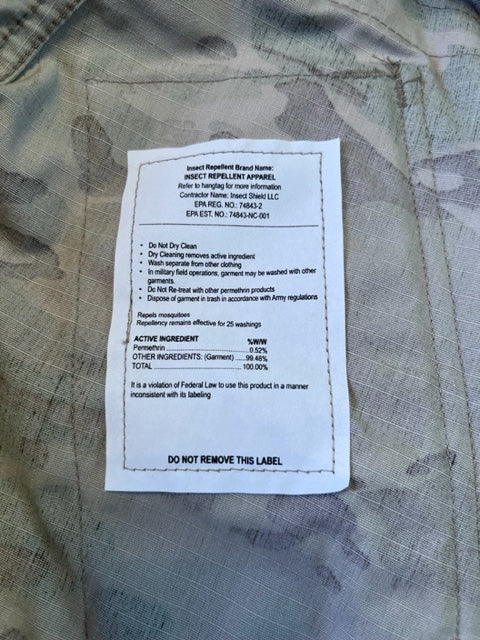 Insect Repellent Brand Name:
INSECT REPELLENT APPAREL
Refer to hangtag for more information
Contractor Name: Insect Shield LLC
EPA REG. NO.: 74843-2
EPA EST. NO.: 74843-NC-001
• Do Not Dry Clean
• Dry Cleaning removes active ingredient
• Wash separate from other clothing
• In military field operations, garment may be washed with other
garments.
• Do Not Re-treat with other permethrin products
• Dispose of garment in trash in accordance with Army regulations
Repels mosquitoes
Repellency remains effective for 25 washings
ACTIVE INGREDIENT %W/W
Permethrin ........................................ 0.52%
OTHER INGREDIENTS: (Garment) .....99.48%
TOTAL ............................................ 100.00%
It is a violation of Federal Law to use this product in a manner
inconsistent with its labeling
DO NOT REMOVE THIS LABEL